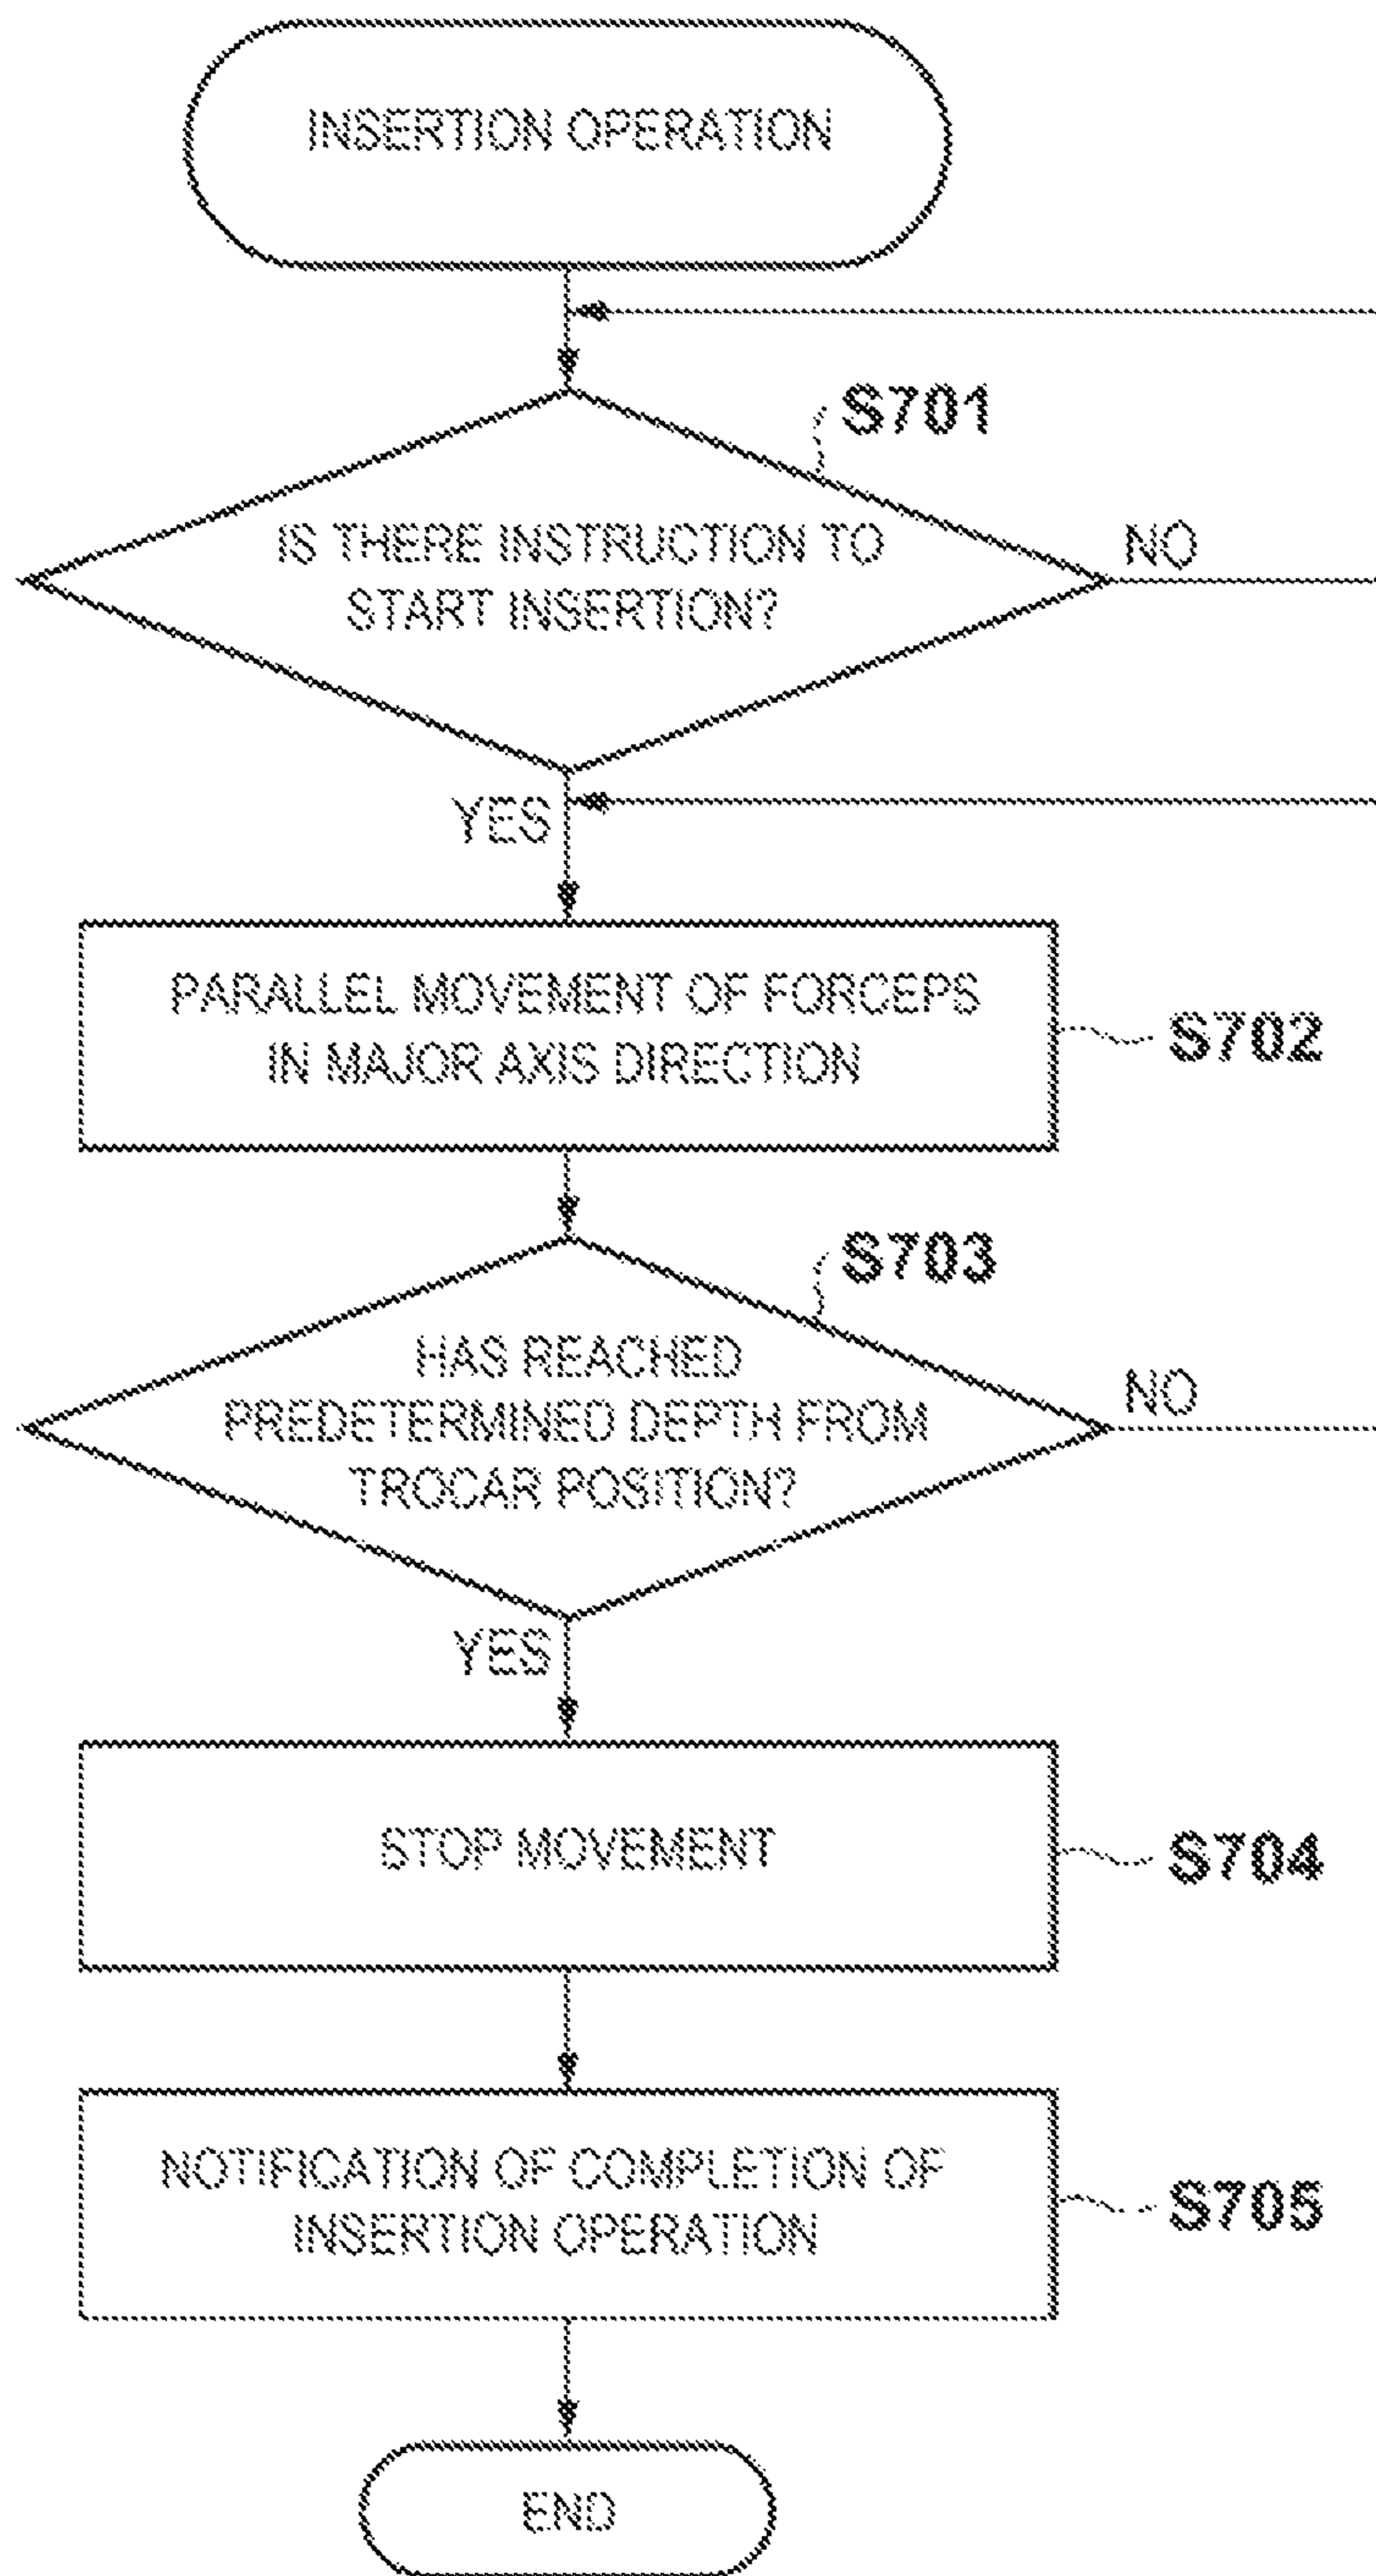 INSERTION OPERATION
S701
IS THERE INSTRUCTION TO
START INSERTION?
NO
YES
PARALLEL MOVEMENT OF FORCEPS
IN MAJOR AXIS DIRECTION
S702
S703
HAS REACHED
PREDETERMINED DEPTH FROM
TROCAR POSITION?
NO
YES
STOP MOVEMENT
S704
NOTIFICATION OF COMPLETION OF
INSERTION OPERATION
S705
END